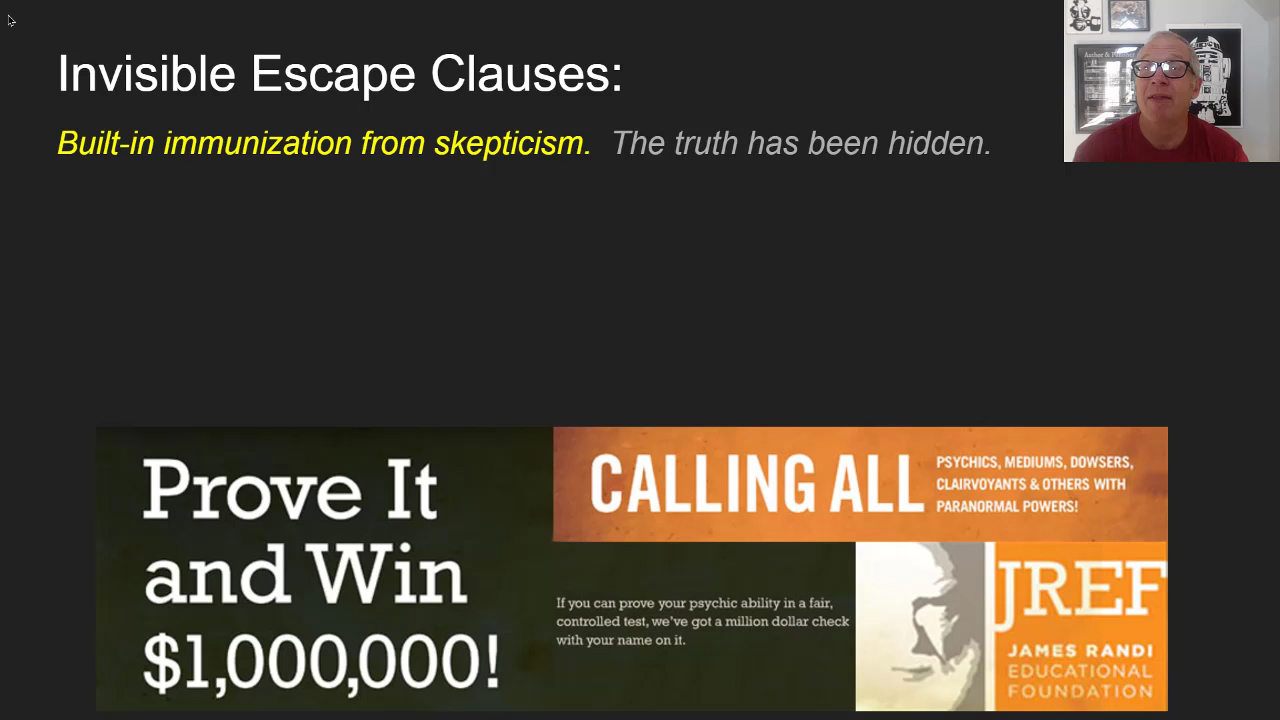 Invisible Escape Clauses:
Built-in immunization from skepticism. The truth has been hidden.
Author & Publisher
Prove It
and Win
$1,000,000!
CALLING ALL
PSYCHICS, MEDIUMS, DOWSERS,
CLAIRVOYANTS & OTHERS WITH
PARANORMAL POWERS!
If you can prove your psychic ability in a fair,
controlled test, we've got a million dollar check
with your name on it.
JREF
JAMES RANDI
EDUCATIONAL
FOUNDATION